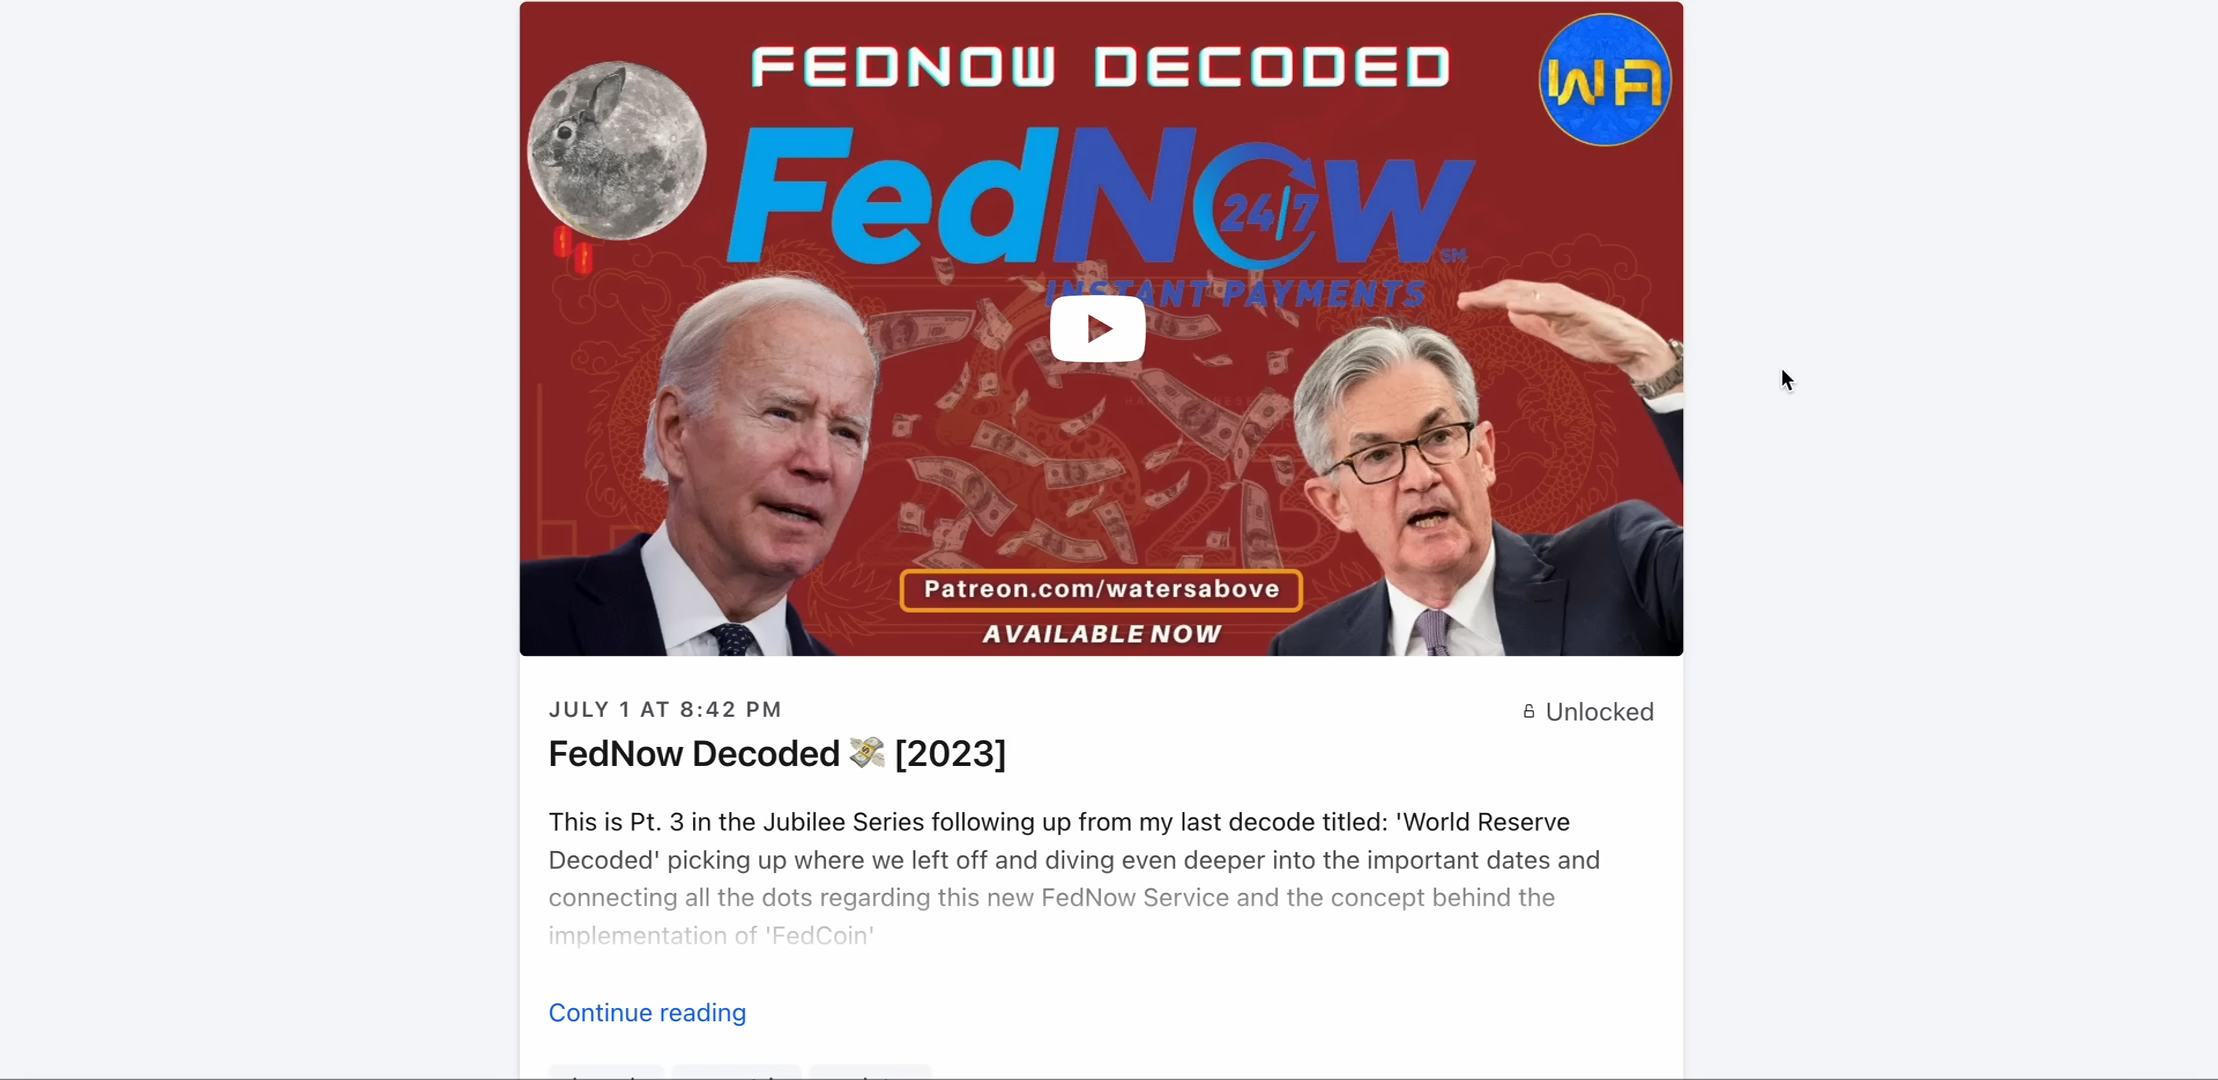 FEDNOW DECODED
WA
FedNow
24/7
SM
INSTANT PAYMENTS
2023
Patreon.com/watersabove
AVAILABLE NOW
JULY 1 AT 8:42 PM
Unlocked
FedNow Decoded 💸 [2023]
This is Pt. 3 in the Jubilee Series following up from my last decode titled: 'World Reserve
Decoded' picking up where we left off and diving even deeper into the important dates and
connecting all the dots regarding this new FedNow Service and the concept behind the
implementation of 'FedCoin'
Continue reading